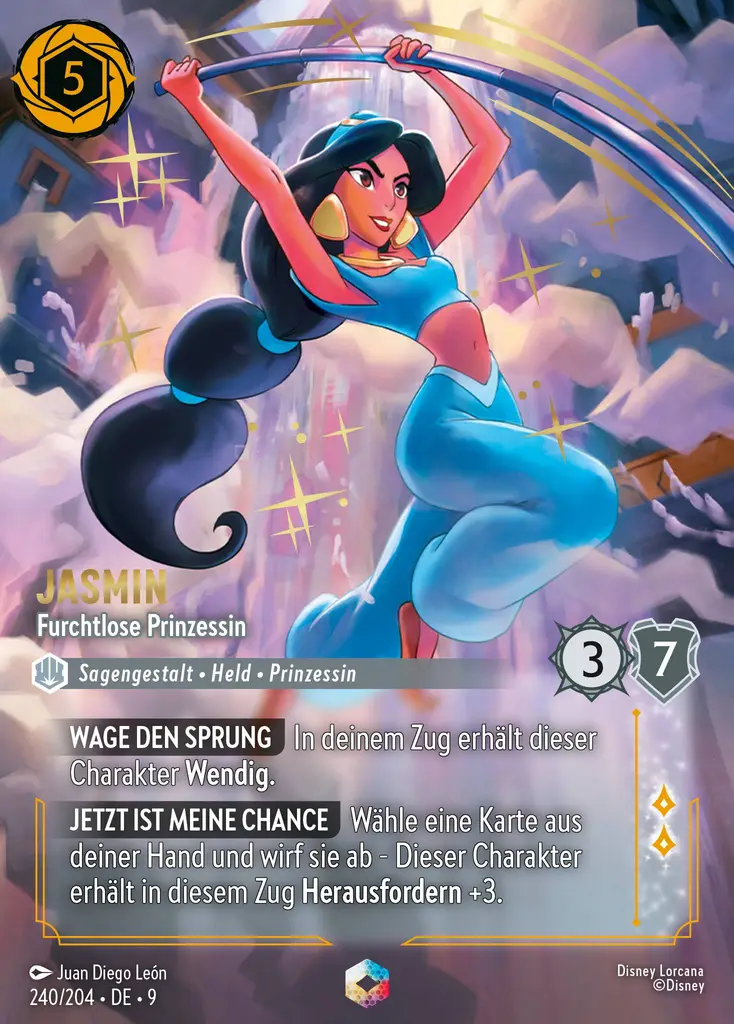 5
JASMIN
Furchtlose Prinzessin
3
7
Sagengestalt • Held • Prinzessin
WAGE DEN SPRUNG In deinem Zug erhält dieser
Charakter Wendig.
JETZT IST MEINE CHANCE Wähle eine Karte aus
deiner Hand und wirf sie ab - Dieser Charakter
erhält in diesem Zug Herausfordern +3.
Juan Diego León
240/204 • DE • 9
Disney Lorcana
©Disney